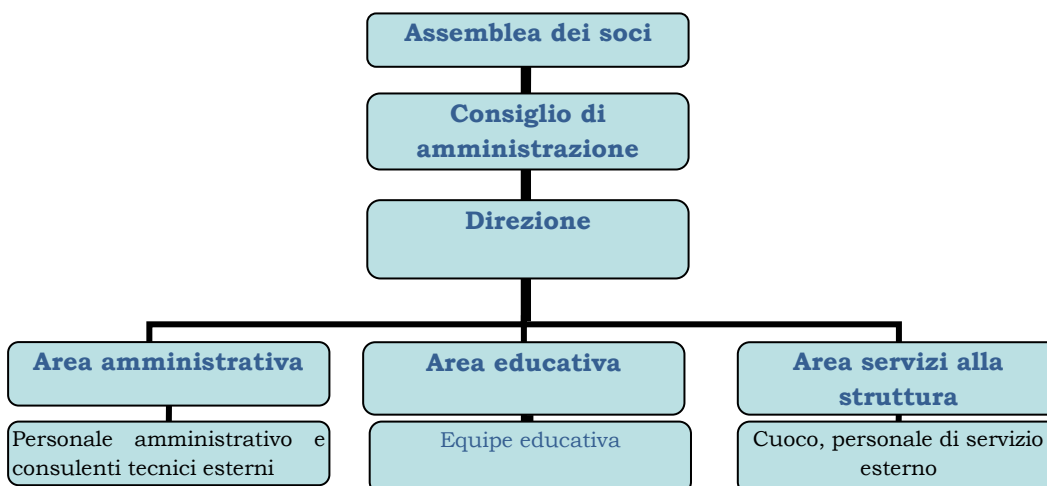 Assemblea dei soci
Consiglio di
amministrazione
Direzione
Area amministrativa
Area educativa
Area servizi alla
struttura
Personale amministrativo e
consulenti tecnici esterni
Equipe educativa
Cuoco, personale di servizio
esterno